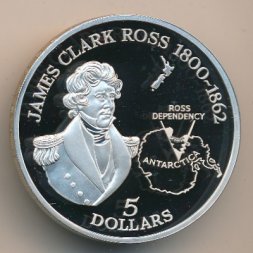 JAMES CLARK ROSS 1800-1862
ROSS
DEPENDENCY
ANTARCTICA
5
DOLLARS